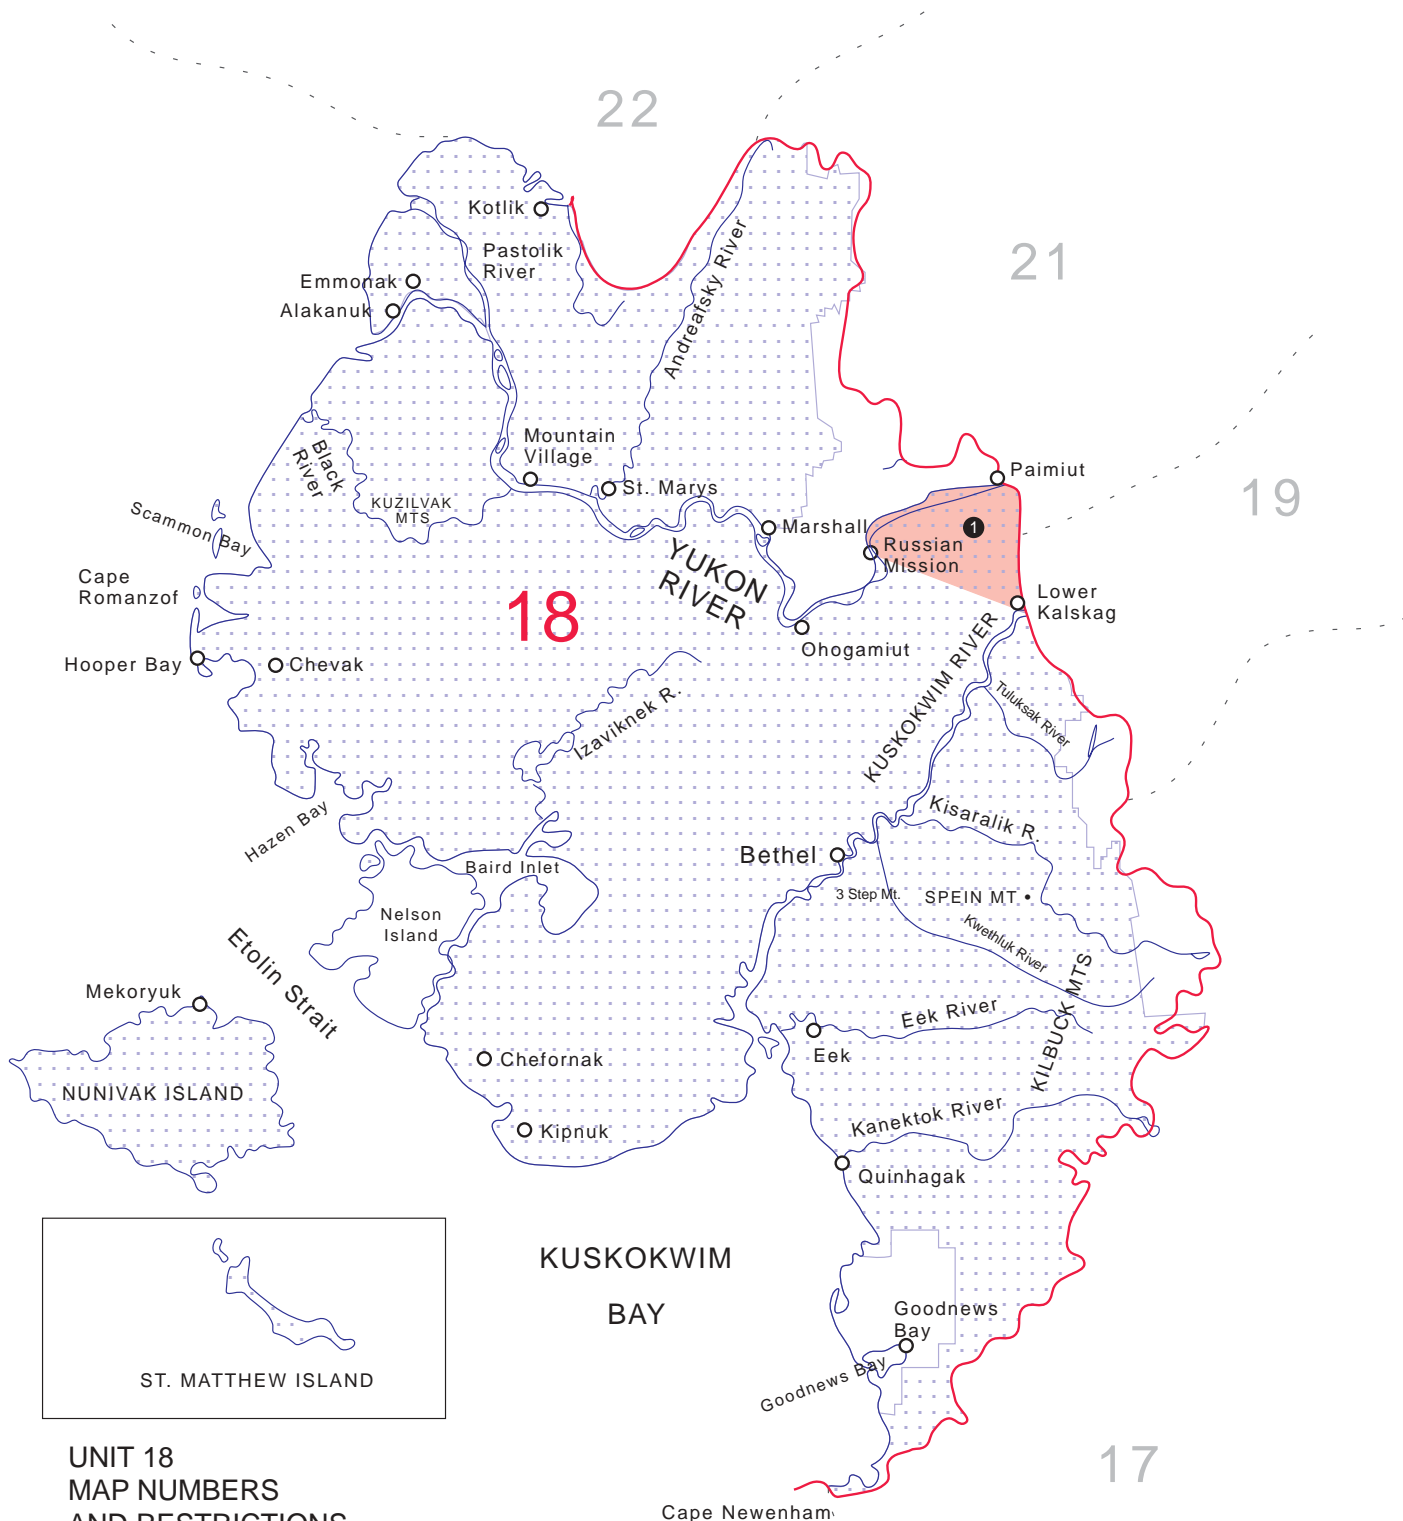 22
Kotlik
Pastolik
River
Andreafsky River
21
Emmonak
Alakanuk
Black
River
Mountain
Village
Paimiut
St. Marys
KUZILVAK
MTS
19
Scammon Bay
Marshall
1
YUKON
RIVER
Russian
Mission
Cape
Romanzof
18
Lower
Kalskag
Ohogamiut
Hooper Bay
Chevak
KUSKOKWIM RIVER
Izaviknek R.
Tuluksak River
Hazen Bay
Kisaralik R.
Bethel
Baird Inlet
3 Step Mt.
SPEIN MT
Nelson
Island
Kwethluk River
Etolin Strait
Mekoryuk
KILBUCK MTS
Eek River
Eek
Chefornak
NUNIVAK ISLAND
Kanektok River
Kipnuk
Quinhagak
KUSKOKWIM
BAY
Goodnews
Bay
Goodnews Bay
ST. MATTHEW ISLAND
UNIT 18
MAP NUMBERS
AND RESTRICTIONS
17
Cape Newenham